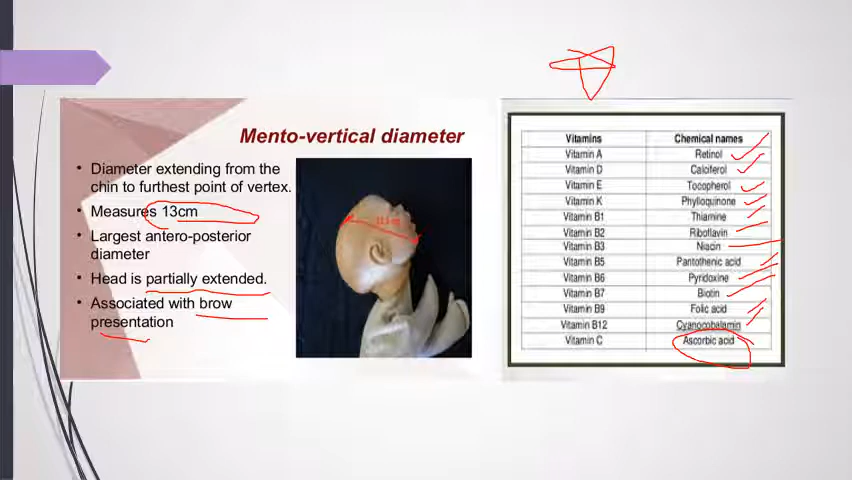 Mento-vertical diameter
• Diameter extending from the
chin to furthest point of vertex.
• Measures 13cm
• Largest antero-posterior
diameter
• Head is partially extended.
• Associated with brow
presentation
Vitamins Chemical names
Vitamin A Retinol
Vitamin D Calciferol
Vitamin E Tocopherol
Vitamin K Phylloquinone
Vitamin B1 Thiamine
Vitamin B2 Riboflavin
Vitamin B3 Niacin
Vitamin B5 Pantothenic acid
Vitamin B6 Pyridoxine
Vitamin B7 Biotin
Vitamin B9 Folic acid
Vitamin B12 Cyanocobalamin
Vitamin C Ascorbic acid